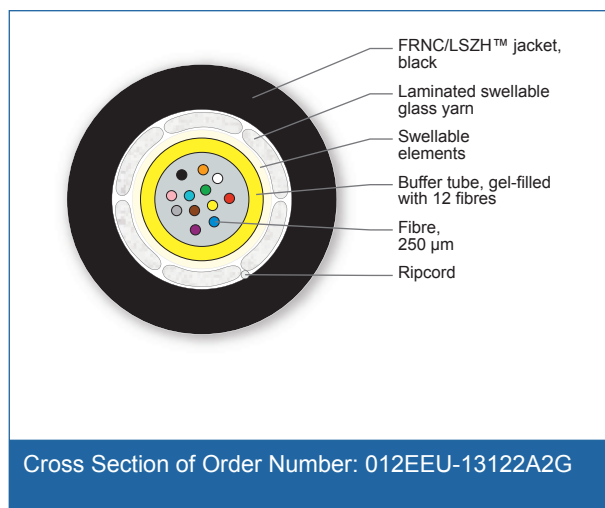 FRNC/LSZH™ jacket,
black
Laminated swellable
glass yarn
Swellable
elements
Buffer tube, gel-filled
with 12 fibres
Fibre,
250 µm
Ripcord
Cross Section of Order Number: 012EEU-13122A2G